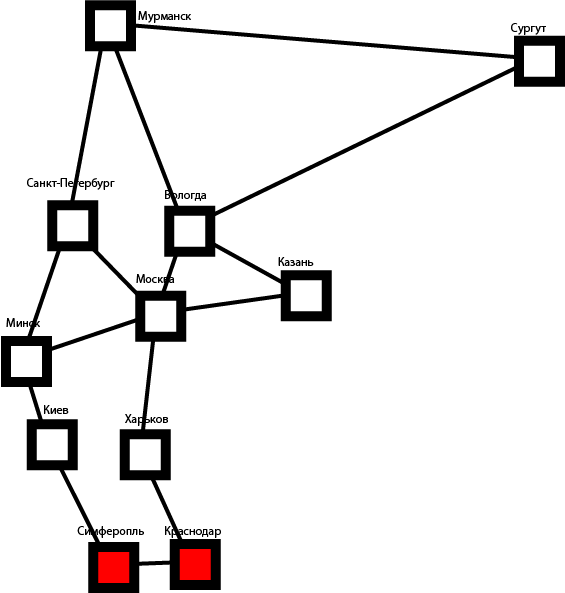 Мурманск
Сургут
Санкт-Петербург
Вологда
Казань
Москва
Минск
Киев
Харьков
Симферопль
Краснодар